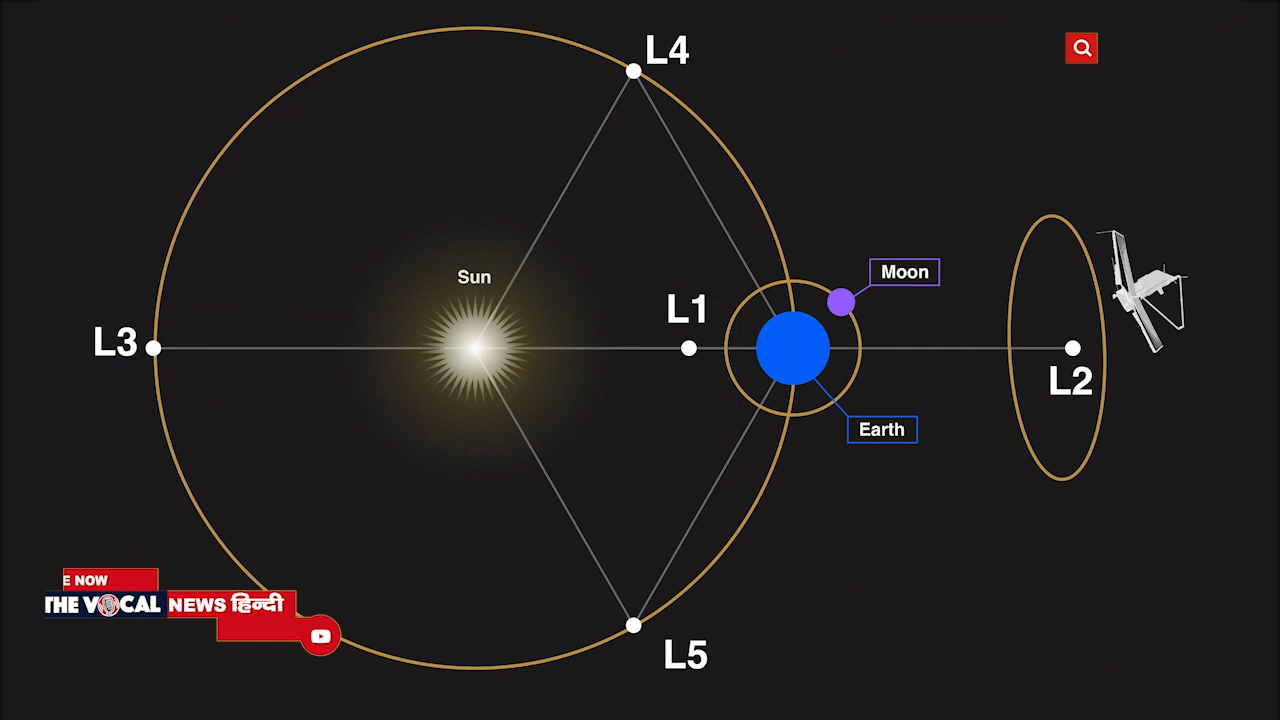 L4
Sun
Moon
L1
L3
L2
Earth
E NOW
THE VOCAL NEWS हिन्दी
L5